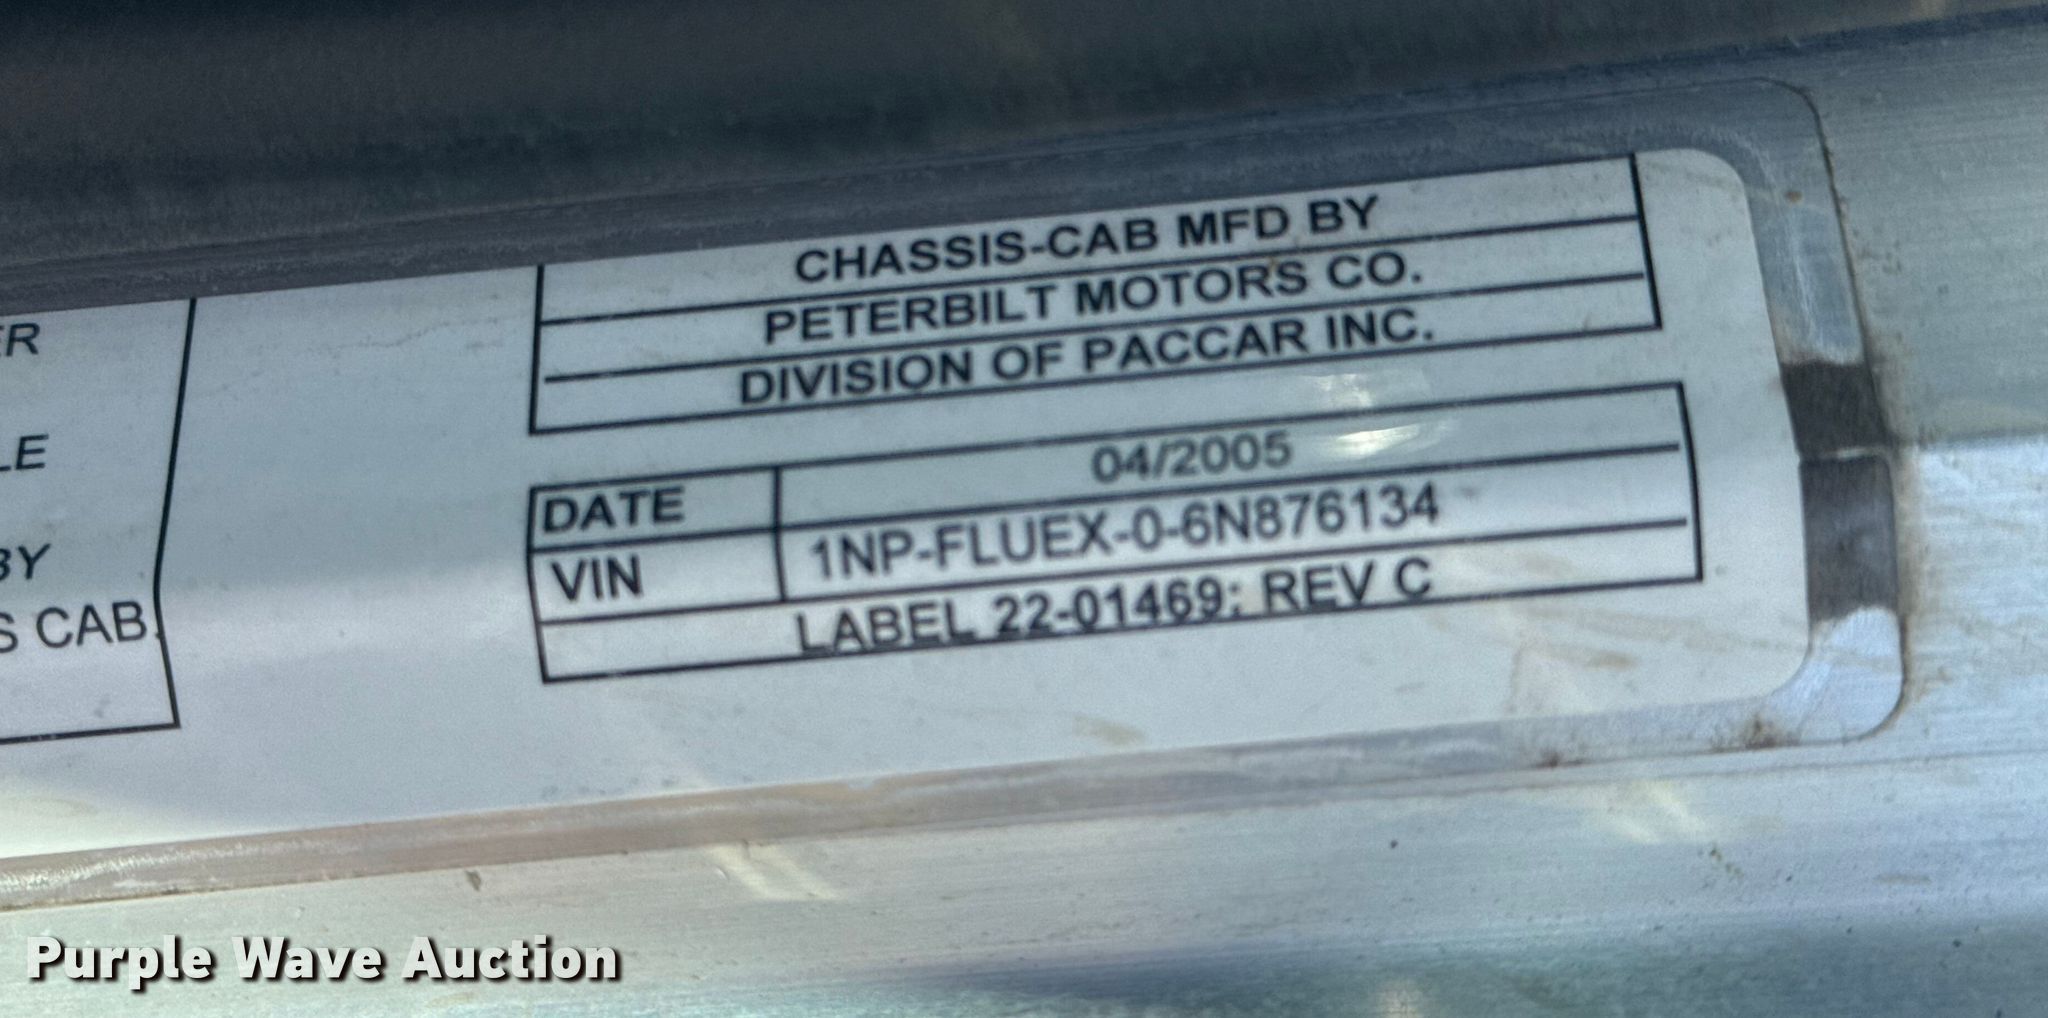 ER
LE
BY
S CAB.
CHASSIS-CAB MFD BY
PETERBILT MOTORS CO.
DIVISION OF PACCAR INC.
DATE 04/2005
VIN 1NP-FLUEX-0-6N876134
LABEL 22-01469: REV C
Purple Wave Auction